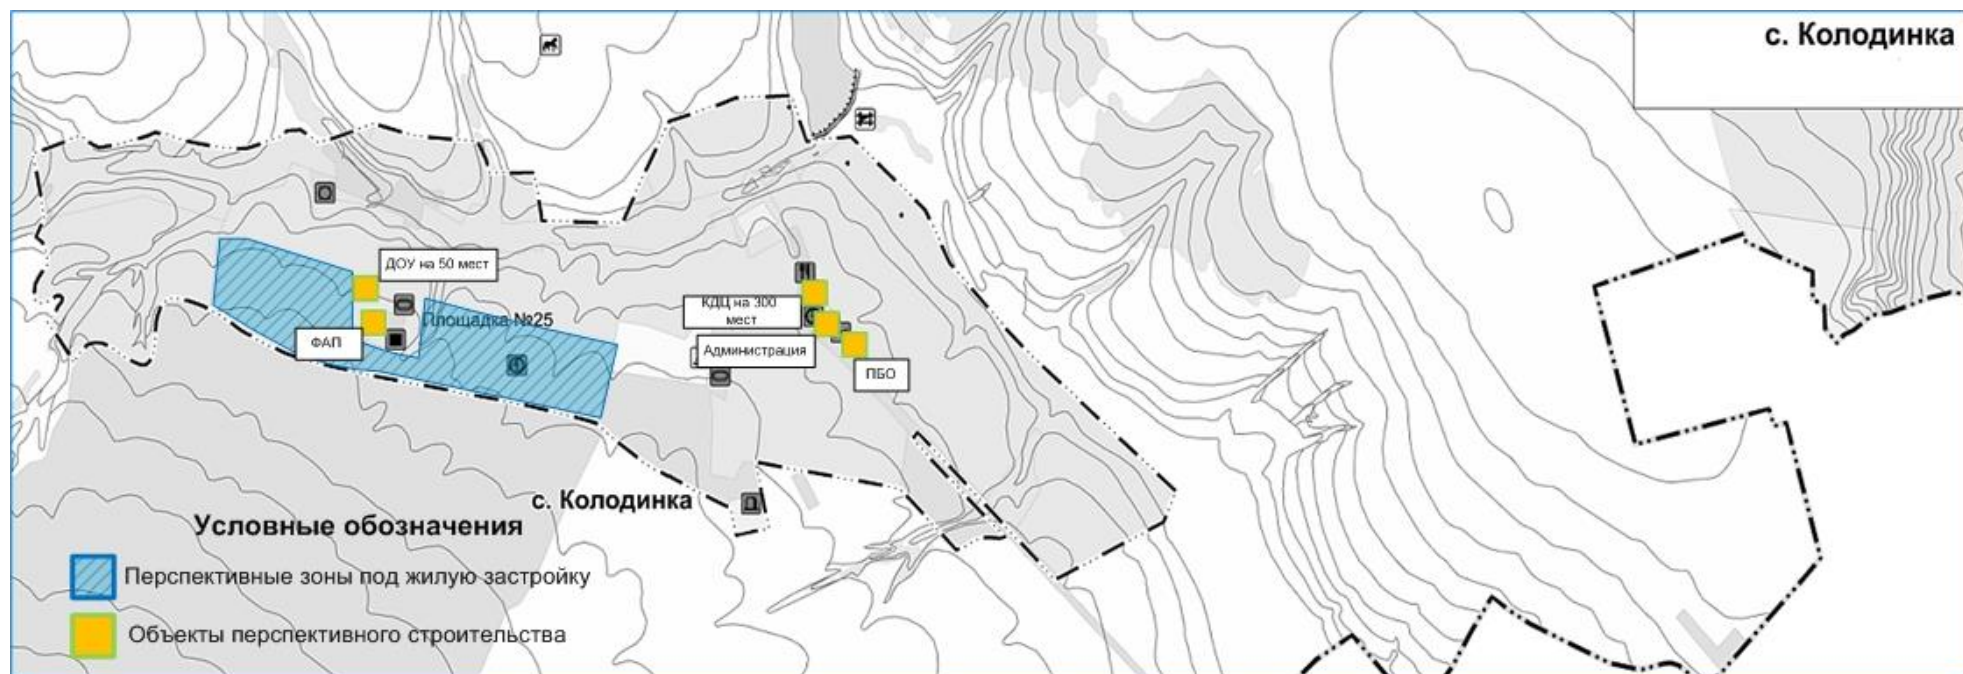 с. Колодинка
ДОУ на 50 мест
Площадка №25
ФАП
КДЦ на 300
мест
Администрация
ПБО
с. Колодинка
Условные обозначения
Перспективные зоны под жилую застройку
Объекты перспективного строительства